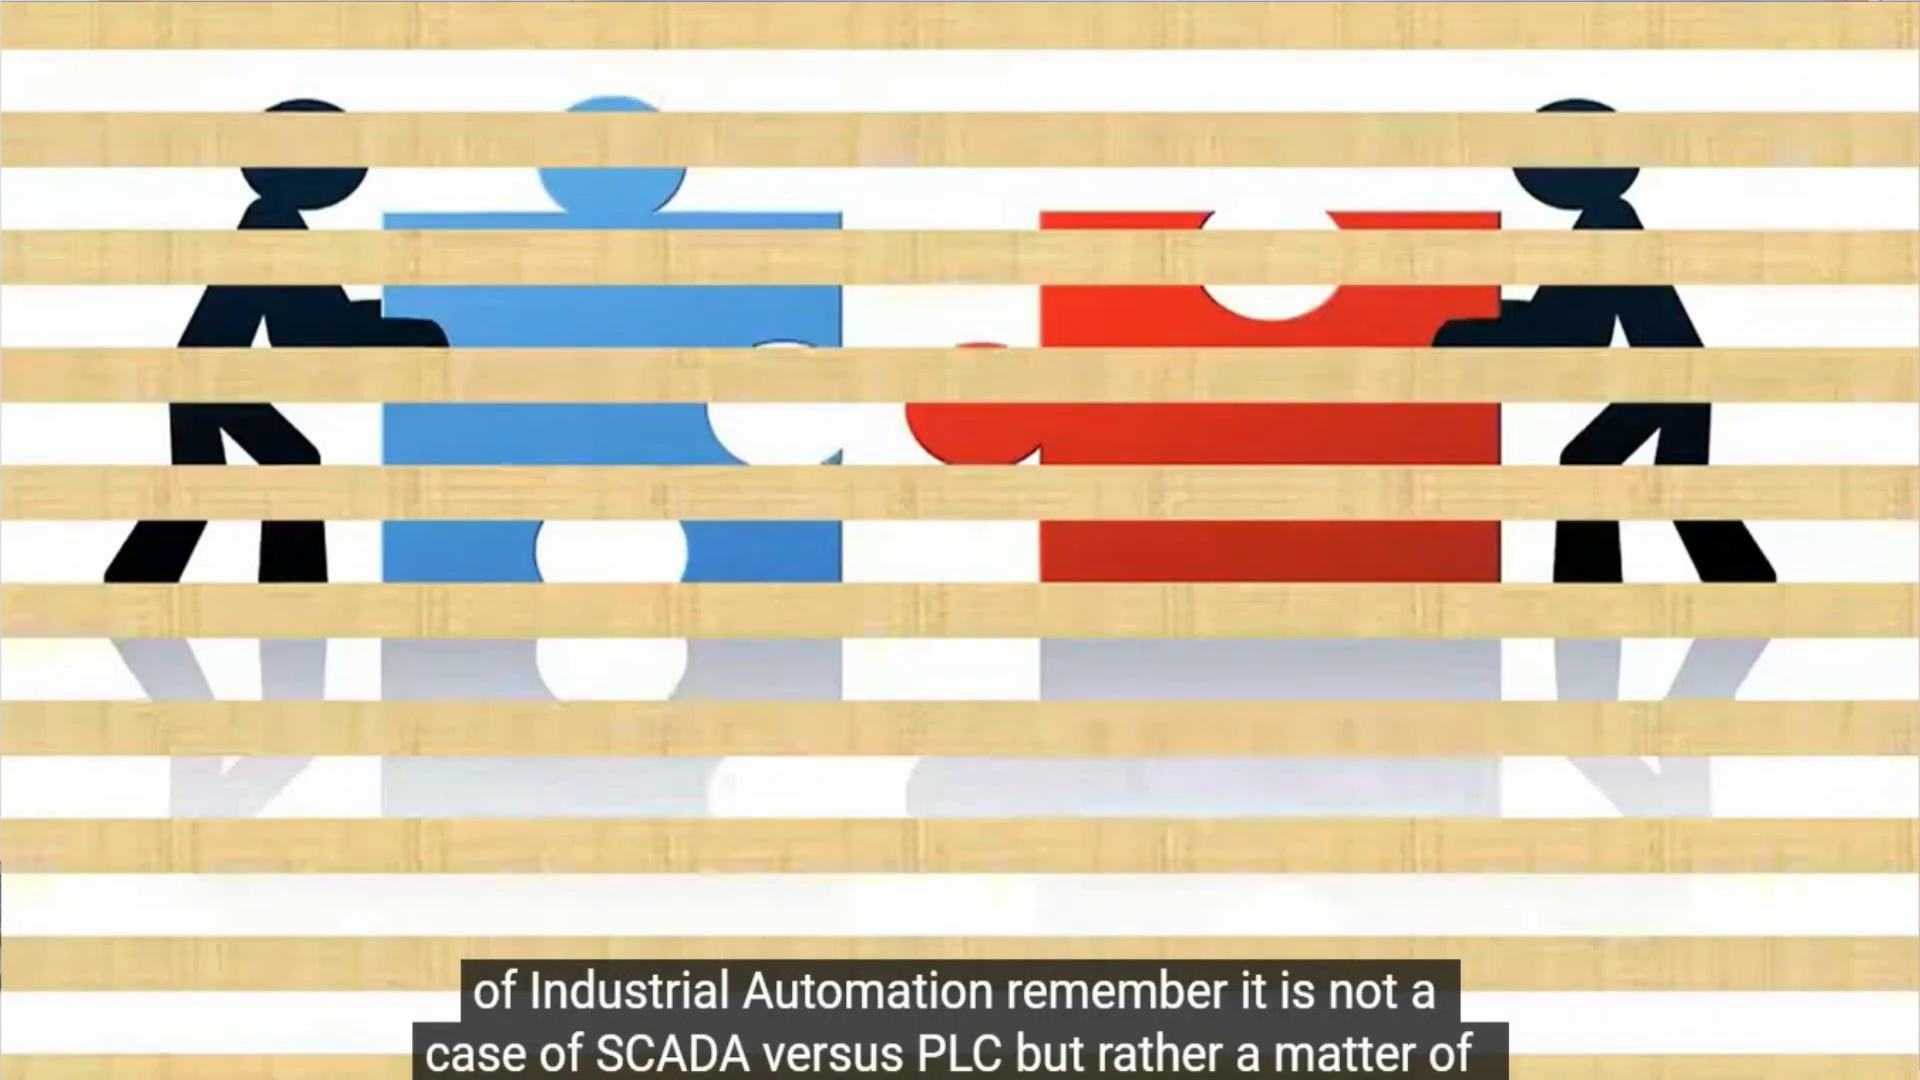 of Industrial Automation remember it is not a
case of SCADA versus PLC but rather a matter of